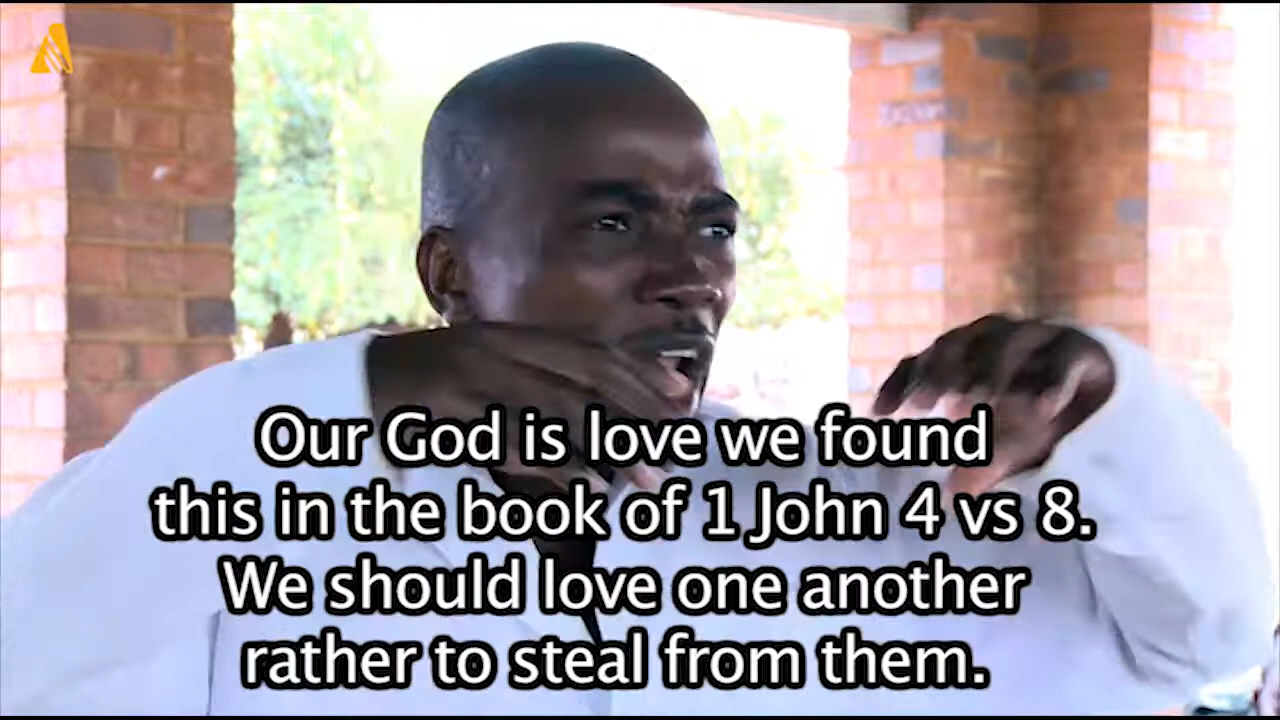 Our God is love we found
this in the book of 1 John 4 vs 8.
We should love one another
rather to steal from them.